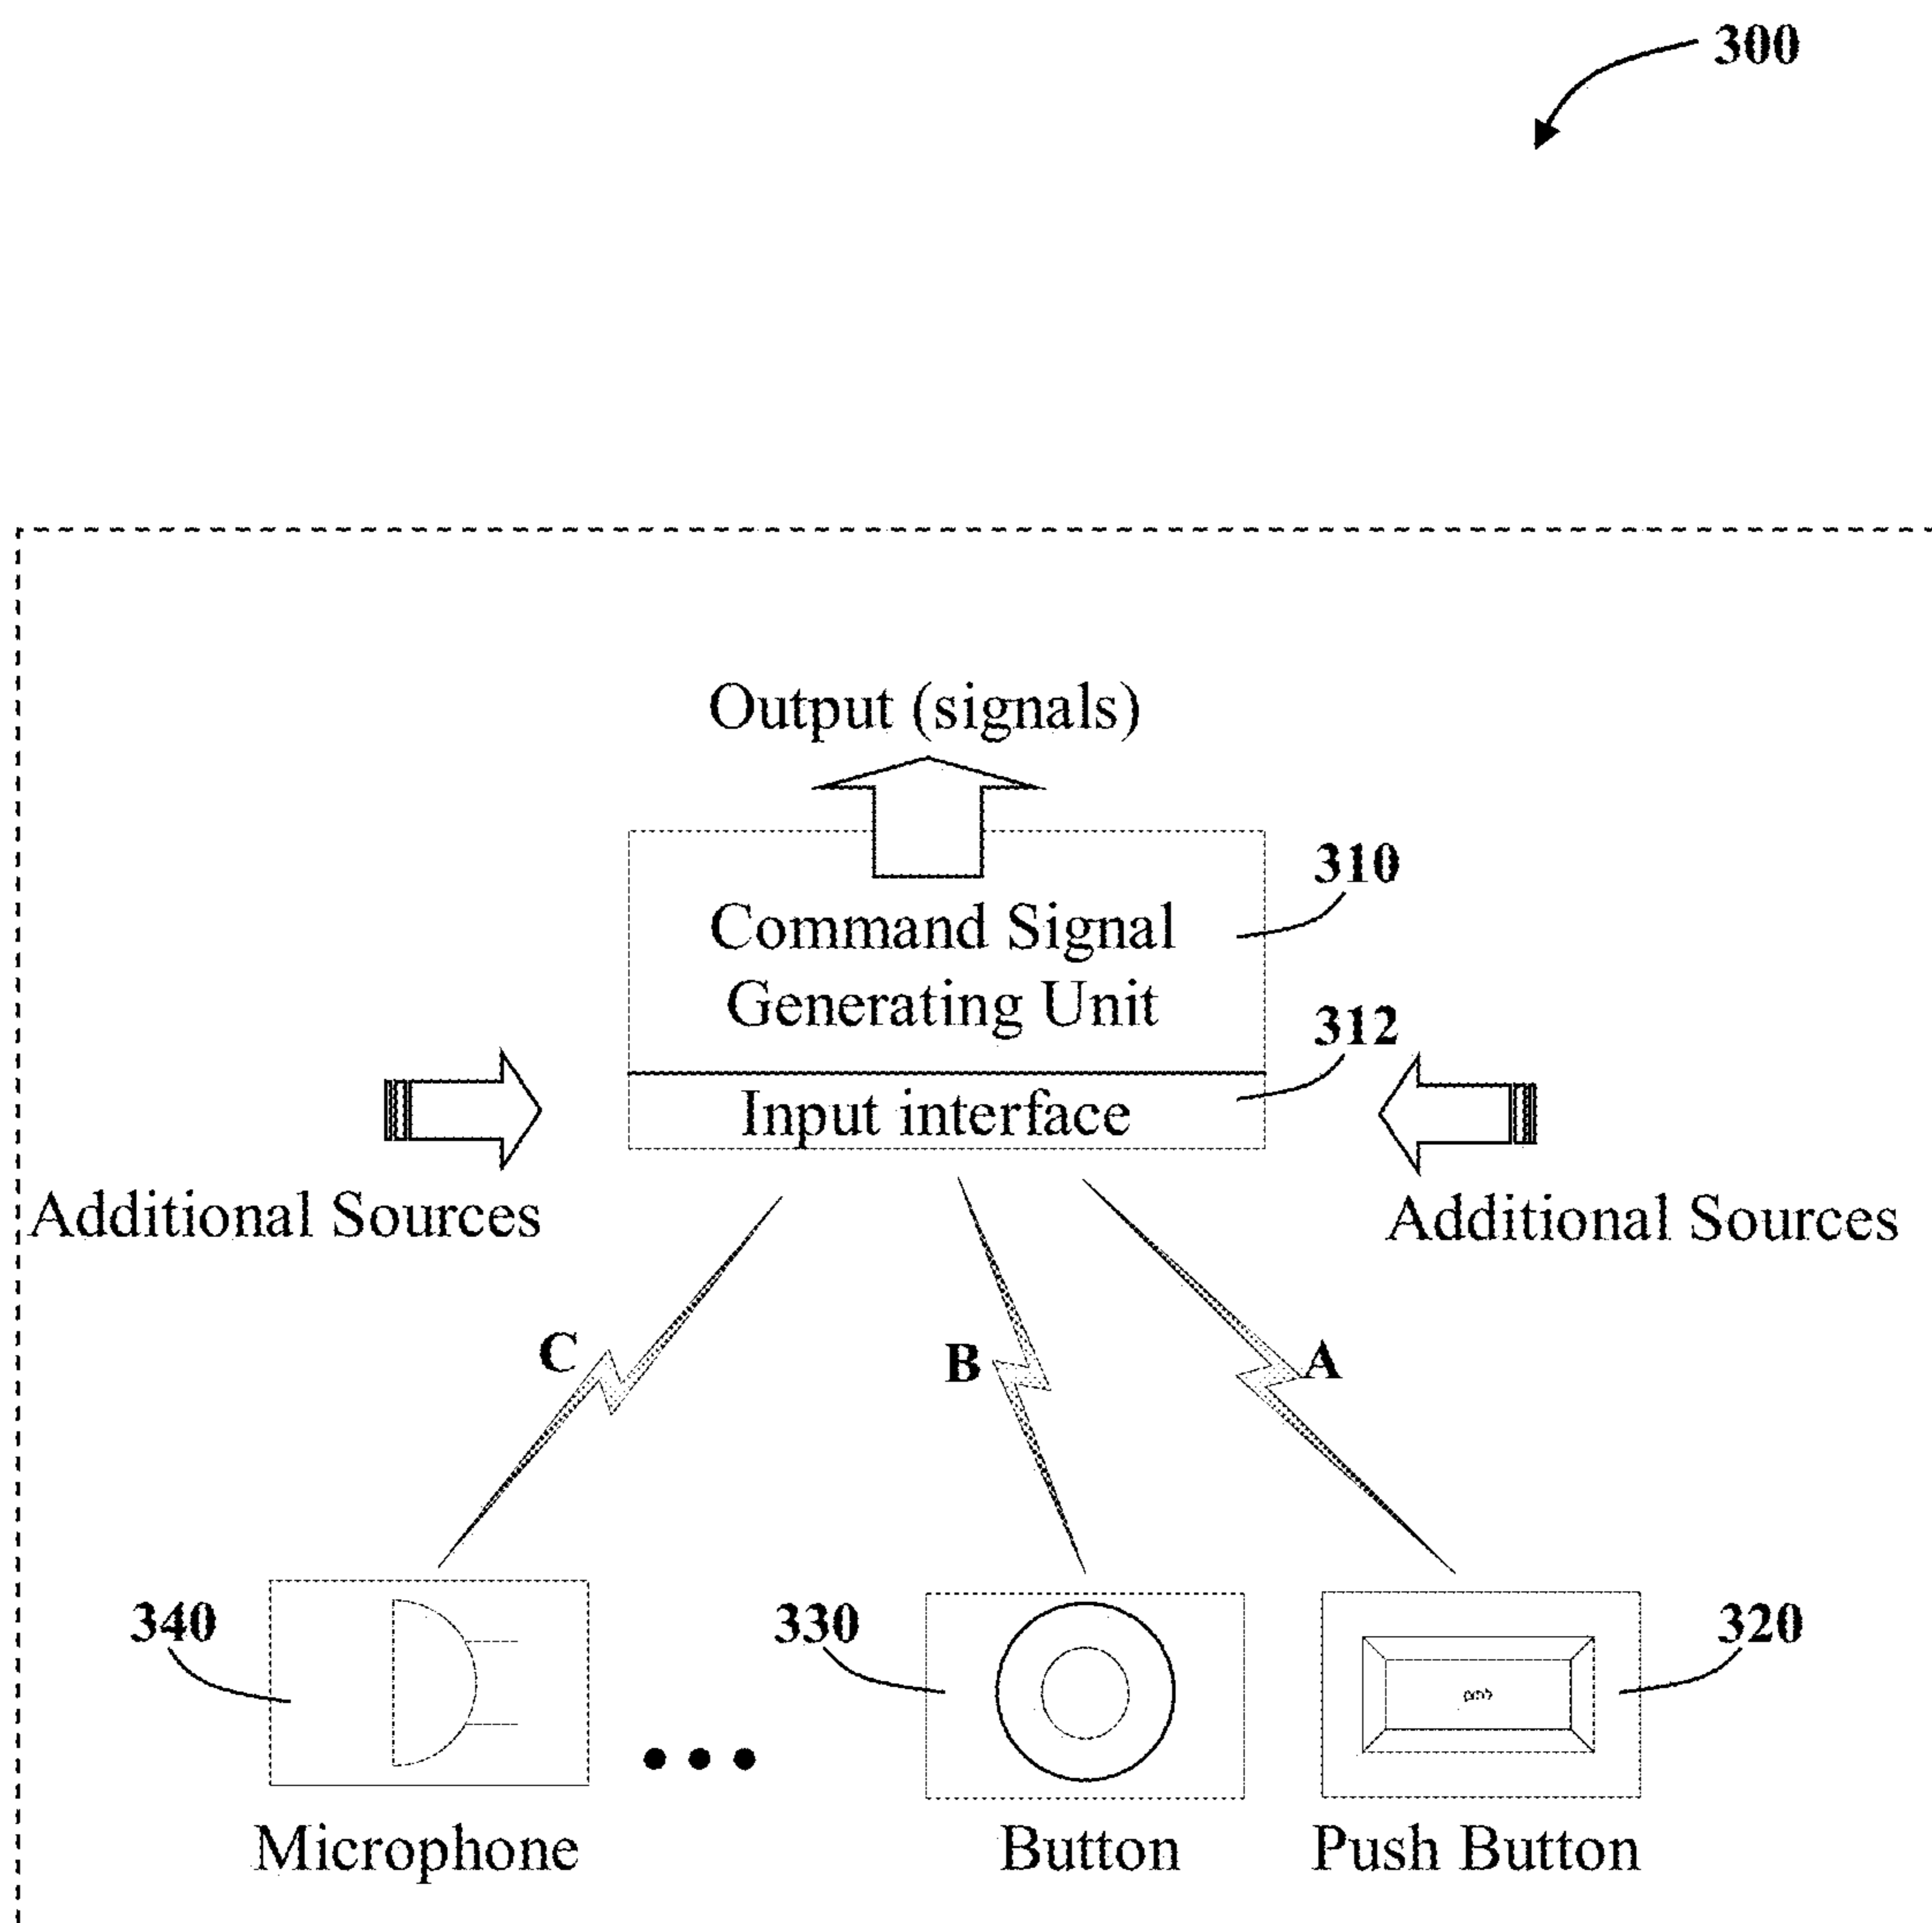 300
Output (signals)
310
Command Signal
Generating Unit
312
Input interface
Additional Sources
Additional Sources
C
B
A
340
330
320
Microphone
Button
Push Button